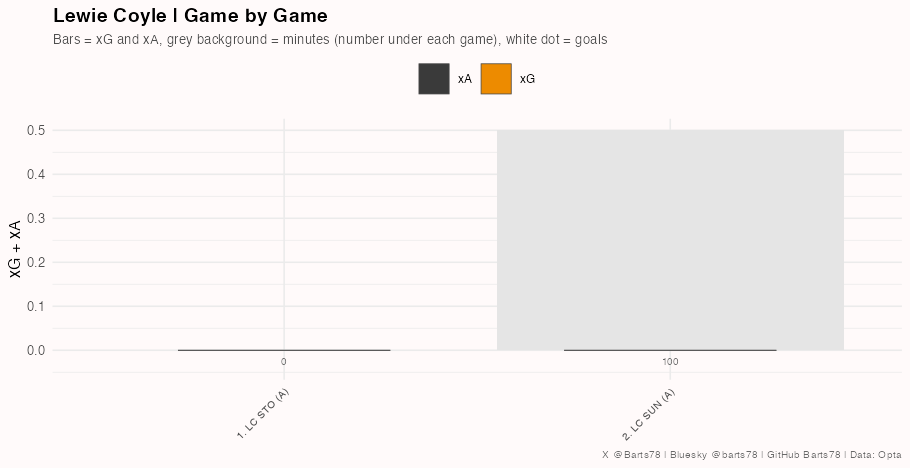 Lewie Coyle | Game by Game
Bars = xG and xA, grey background = minutes (number under each game), white dot = goals
xA xG
xG + xA
0.5
0.4
0.3
0.2
0.1
0.0
0 100
1. LC STO (A) 2. LC SUN (A)
X @Barts78 | Bluesky @barts78 | GitHub Barts78 | Data: Opta